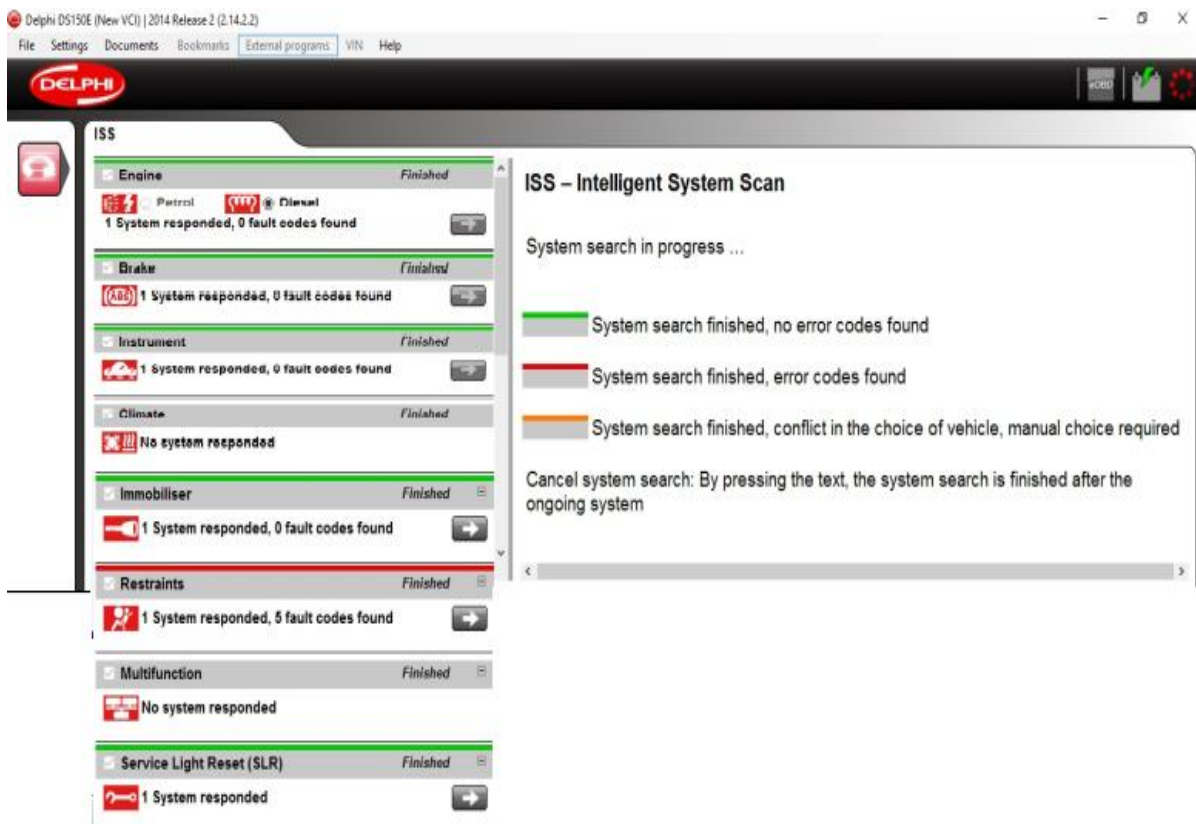 Delphi DS150E (New VCI) | 2014 Release 2 (2.14.2.2)
File Settings Documents Bookmarks External programs VIN Help
DELPHI
eOBD
ISS
Engine Finished
Petrol Diesel
1 System responded, 0 fault codes found
Brake Finished
ABS 1 System responded, 0 fault codes found
Instrument Finished
1 System responded, 0 fault codes found
Climate Finished
No system responded
Immobiliser Finished
1 System responded, 0 fault codes found
Restraints Finished
1 System responded, 5 fault codes found
Multifunction Finished
No system responded
Service Light Reset (SLR) Finished
1 System responded
ISS – Intelligent System Scan
System search in progress ...
System search finished, no error codes found
System search finished, error codes found
System search finished, conflict in the choice of vehicle, manual choice required
Cancel system search: By pressing the text, the system search is finished after the
ongoing system